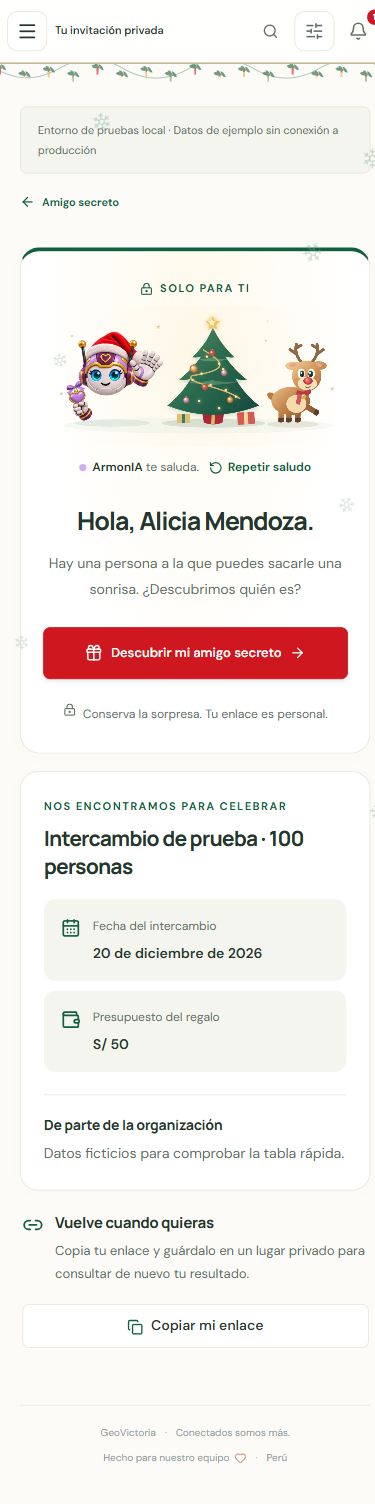 Tu invitación privada
Entorno de pruebas local · Datos de ejemplo sin conexión a
producción
Amigo secreto
SOLO PARA TI
ArmonIA te saluda. Repetir saludo
Hola, Alicia Mendoza.
Hay una persona a la que puedes sacarle una
sonrisa. ¿Descubrimos quién es?
Descubrir mi amigo secreto
Conserva la sorpresa. Tu enlace es personal.
NOS ENCONTRAMOS PARA CELEBRAR
Intercambio de prueba · 100
personas
Fecha del intercambio
20 de diciembre de 2026
Presupuesto del regalo
S/ 50
De parte de la organización
Datos ficticios para comprobar la tabla rápida.
Vuelve cuando quieras
Copia tu enlace y guárdalo en un lugar privado para
consultar de nuevo tu resultado.
Copiar mi enlace
GeoVictoria · Conectados somos más.
Hecho para nuestro equipo · Perú